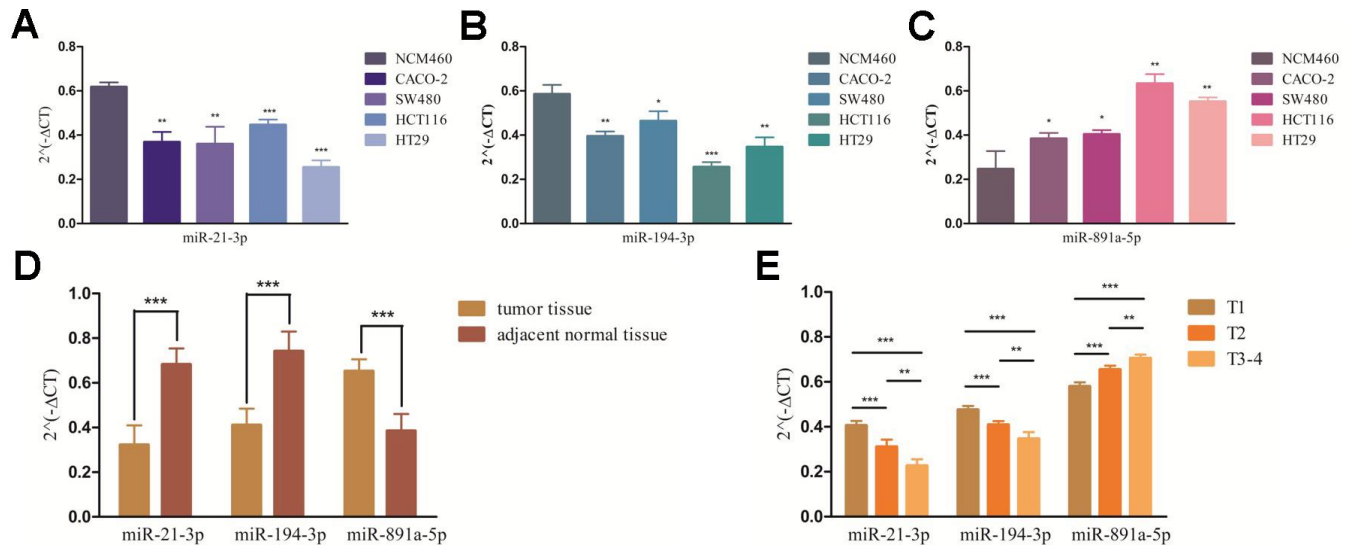 A
0.8
0.6
0.4
0.2
0.0
2^(-ΔCT)
** ** *** ***
miR-21-3p
NCM460
CACO-2
SW480
HCT116
HT29
B
0.8
0.6
0.4
0.2
0.0
2^(-ΔCT)
** * *** **
miR-194-3p
NCM460
CACO-2
SW480
HCT116
HT29
C
0.8
0.6
0.4
0.2
0.0
2^(-ΔCT)
* * ** **
miR-891a-5p
NCM460
CACO-2
SW480
HCT116
HT29
D
1.0
0.8
0.6
0.4
0.2
0.0
2^(-ΔCT)
*** *** ***
miR-21-3p miR-194-3p miR-891a-5p
tumor tissue
adjacent normal tissue
E
1.0
0.8
0.6
0.4
0.2
0.0
2^(-ΔCT)
***
*** **
***
*** **
***
*** **
miR-21-3p miR-194-3p miR-891a-5p
T1
T2
T3-4